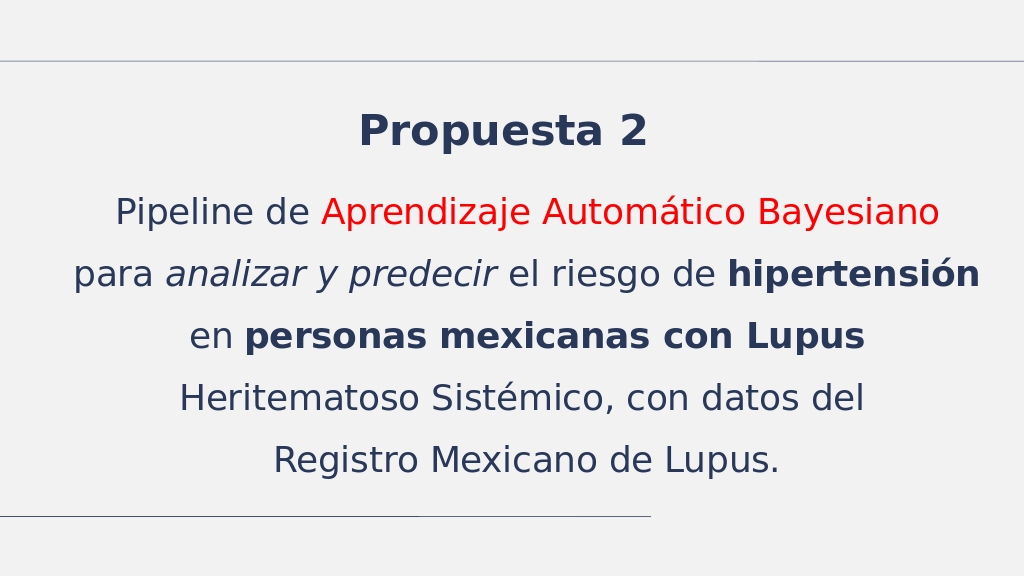 Propuesta 2
Pipeline de Aprendizaje Automático Bayesiano
para analizar y predecir el riesgo de hipertensión
en personas mexicanas con Lupus
Heritematoso Sistémico, con datos del
Registro Mexicano de Lupus.